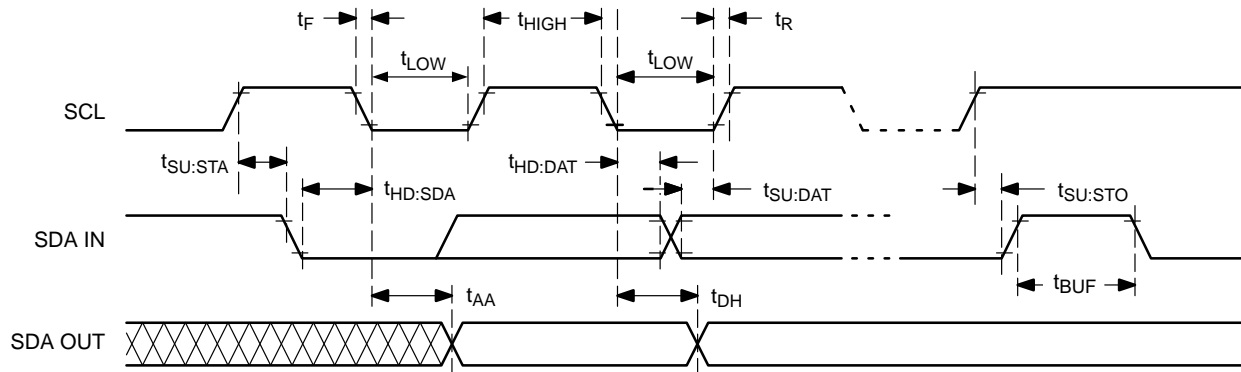 tF
tHIGH
tR
tLOW
tLOW
SCL
tSU:STA
tHD:SDA
tHD:DAT
tSU:DAT
tSU:STO
SDA IN
tBUF
tAA
tDH
SDA OUT